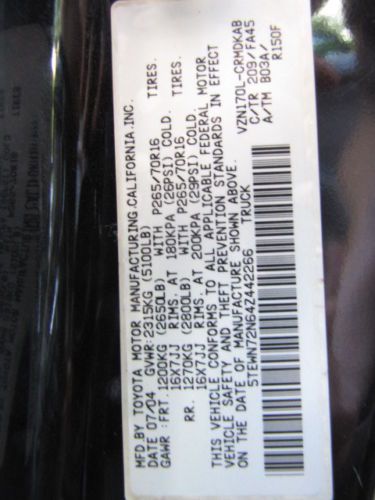 MFD.BY TOYOTA MOTOR MANUFACTURING,CALIFORNIA,INC.
DATE 07/04 GVWR:2315KG (5100LB)
GAWR : FRT.1200KG (2650LB) WITH P265/70R16 TIRES.
16X7JJ RIMS. AT 180KPA (26PSI) COLD.
RR. 1270KG (2800LB) WITH P265/70R16 TIRES.
16X7JJ RIMS. AT 200KPA (29PSI) COLD.
THIS VEHICLE CONFORMS TO ALL APPLICABLE FEDERAL MOTOR
VEHICLE SAFETY AND THEFT PREVENTION STANDARDS IN EFFECT
ON THE DATE OF MANUFACTURE SHOWN ABOVE.
5TEWN72N64Z442266 TRUCK
VZN170L-CRMDKAB
C/TR 209/FA45
A/TM B03A/
R150F